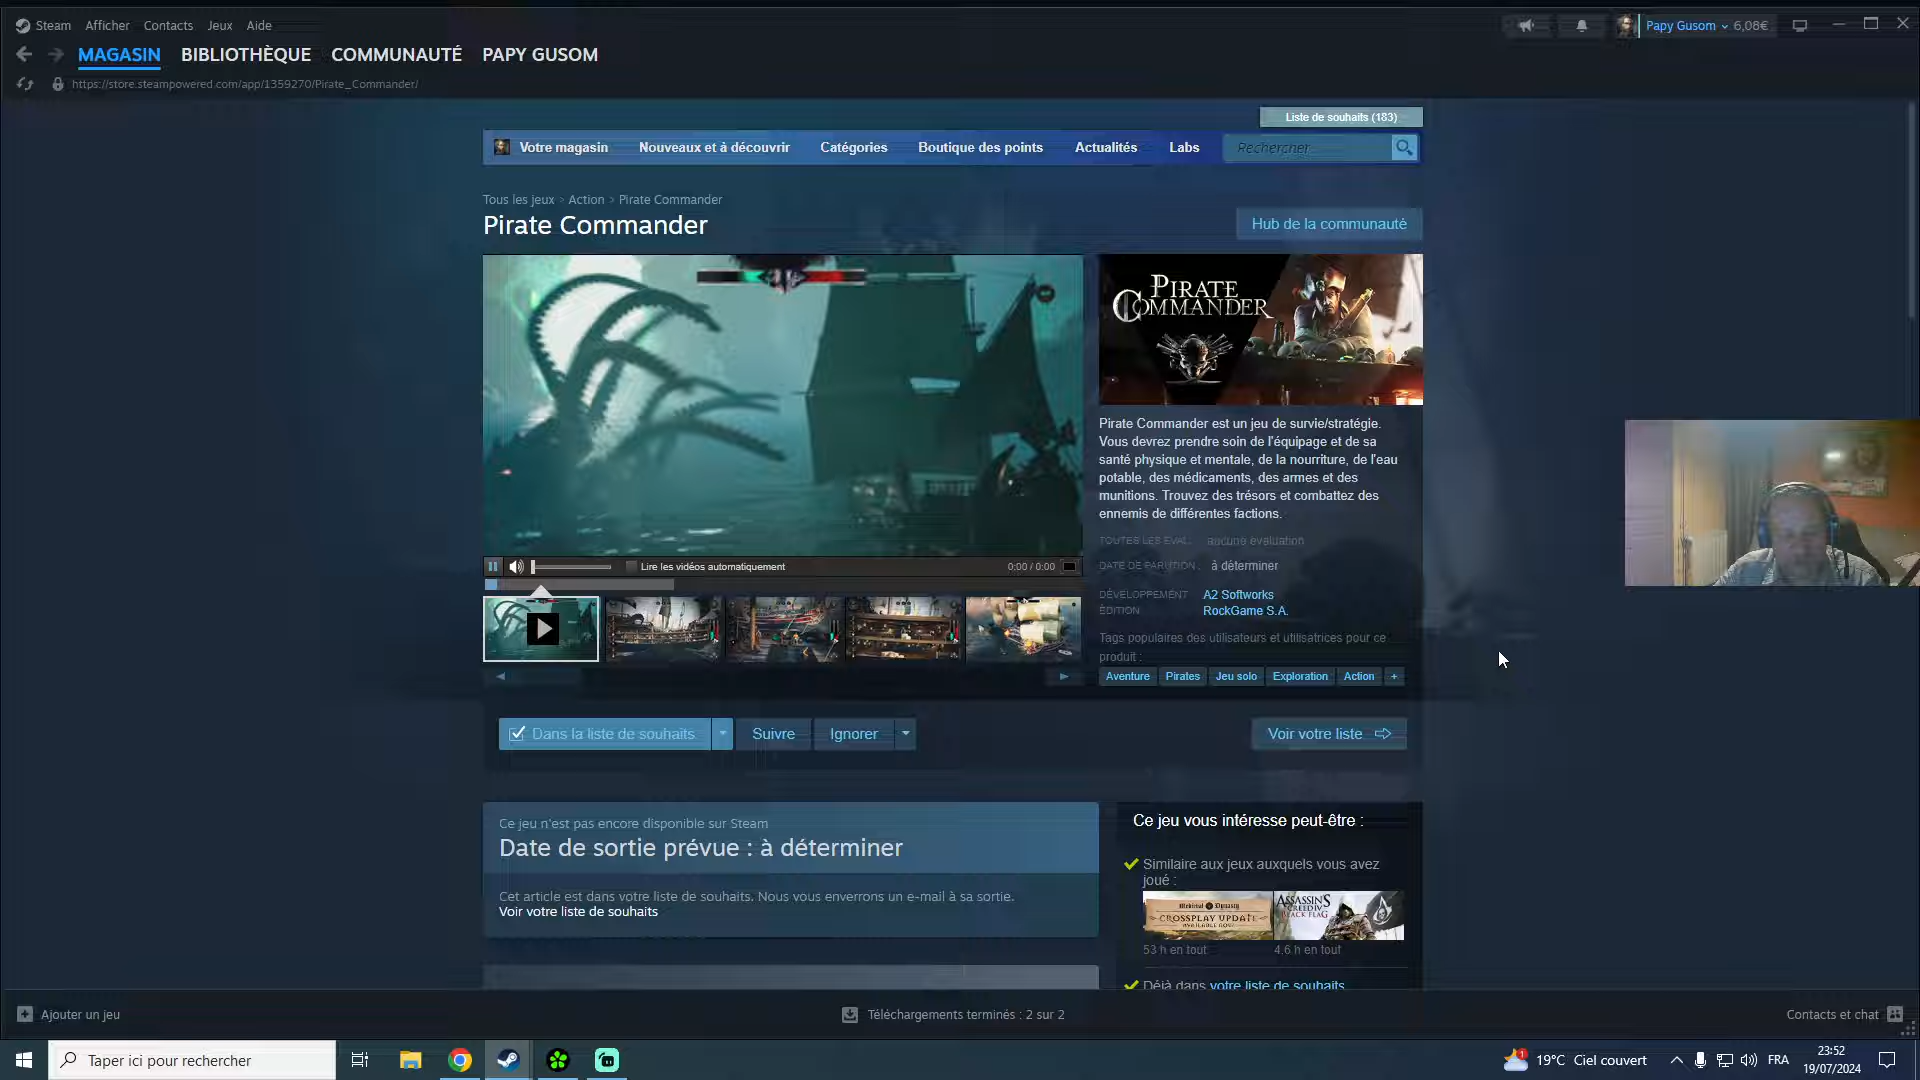 Steam Afficher Contacts Jeux Aide
Papy Gusom 6,08€
MAGASIN BIBLIOTHÈQUE COMMUNAUTÉ PAPY GUSOM
https://store.steampowered.com/app/1359270/Pirate_Commander/
Liste de souhaits (183)
Votre magasin Nouveaux et à découvrir Catégories Boutique des points Actualités Labs Rechercher
Tous les jeux > Action > Pirate Commander
Pirate Commander
Hub de la communauté
PIRATE
COMMANDER
Pirate Commander est un jeu de survie/stratégie.
Vous devrez prendre soin de l'équipage et de sa
santé physique et mentale, de la nourriture, de l'eau
potable, des médicaments, des armes et des
munitions. Trouvez des trésors et combattez des
ennemis de différentes factions.
TOUTES LES ÉVAL. : aucune évaluation
DATE DE PARUTION : à déterminer
DÉVELOPPEMENT A2 Softworks
ÉDITION RockGame S.A.
Lire les vidéos automatiquement
0:00 / 0:00
Tags populaires des utilisateurs et utilisatrices pour ce
produit :
Aventure Pirates Jeu solo Exploration Action +
Dans la liste de souhaits Suivre Ignorer Voir votre liste
Ce jeu n'est pas encore disponible sur Steam
Date de sortie prévue : à déterminer
Cet article est dans votre liste de souhaits. Nous vous enverrons un e-mail à sa sortie.
Voir votre liste de souhaits
Ce jeu vous intéresse peut-être :
Similaire aux jeux auxquels vous avez
joué :
Medieval Dynasty
CROSSPLAY UPDATE
AVAILABLE NOW!
ASSASSIN'S
CREED IV
BLACK FLAG
53 h en tout 4.6 h en tout
Déjà dans votre liste de souhaits
Ajouter un jeu
Téléchargements terminés : 2 sur 2
Contacts et chat
Taper ici pour rechercher
1
19°C Ciel couvert
FRA
23:52
19/07/2024